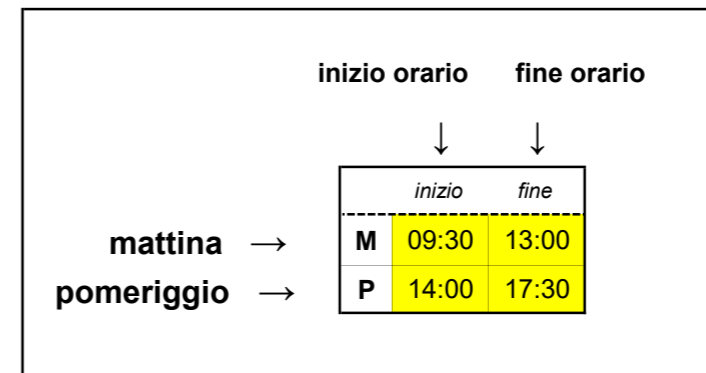 inizio orario fine orario
↓ ↓
inizio fine
mattina → M 09:30 13:00
pomeriggio → P 14:00 17:30